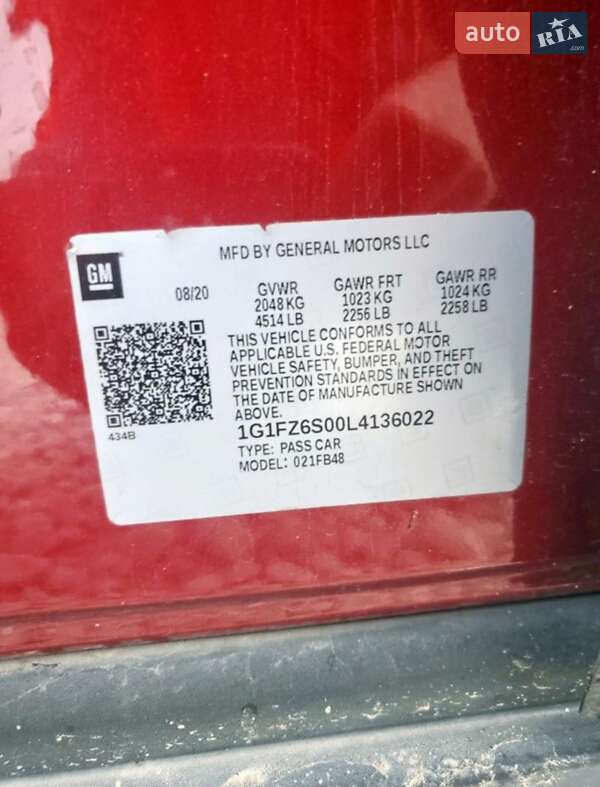 auto RIA .com
MFD BY GENERAL MOTORS LLC
GM
08/20 GVWR GAWR FRT GAWR RR
2048 KG 1023 KG 1024 KG
4514 LB 2256 LB 2258 LB
THIS VEHICLE CONFORMS TO ALL
APPLICABLE U.S. FEDERAL MOTOR
VEHICLE SAFETY, BUMPER, AND THEFT
PREVENTION STANDARDS IN EFFECT ON
THE DATE OF MANUFACTURE SHOWN
ABOVE.
434B
1G1FZ6S00L4136022
TYPE: PASS CAR
MODEL: 021FB48